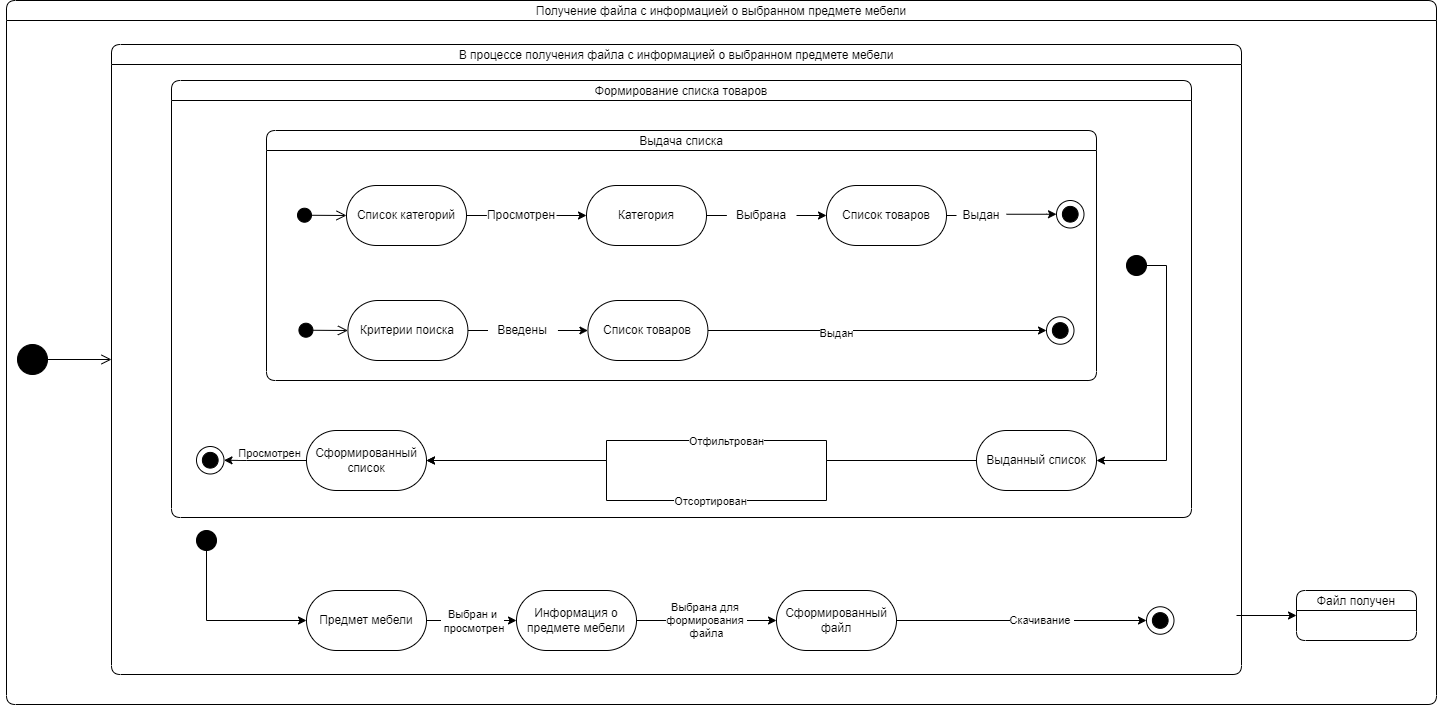 Получение файла с информацией о выбранном предмете мебели
В процессе получения файла с информацией о выбранном предмете мебели
Формирование списка товаров
Выдача списка
Список категорий
Просмотрен
Категория
Выбрана
Список товаров
Выдан
Критерии поиска
Введены
Список товаров
Выдан
Просмотрен
Сформированный
список
Отфильтрован
Отсортирован
Выданный список
Предмет мебели
Выбран и
просмотрен
Информация о
предмете мебели
Выбрана для
формирования
файла
Сформированный
файл
Скачивание
Файл получен